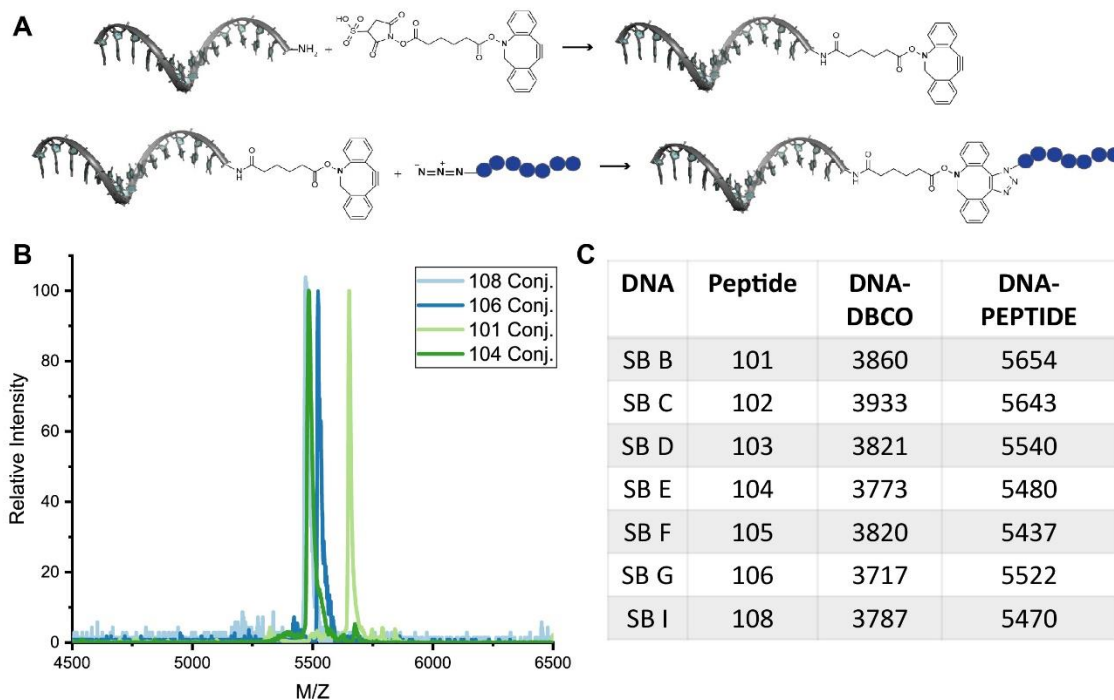 A
NH₂
+
HO
S
O
O
O
N
O
O
O
O
N
O
N
H
O
O
N
O
N
H
O
O
N
+
− +
N=N=N
O
N
H
O
O
N
N
N
N
B
108 Conj.
106 Conj.
101 Conj.
104 Conj.
Relative Intensity
100
80
60
40
20
0
4500 5000 5500 6000 6500
M/Z
C
DNA Peptide DNA-DBCO DNA-PEPTIDE
SB B 101 3860 5654
SB C 102 3933 5643
SB D 103 3821 5540
SB E 104 3773 5480
SB F 105 3820 5437
SB G 106 3717 5522
SB I 108 3787 5470